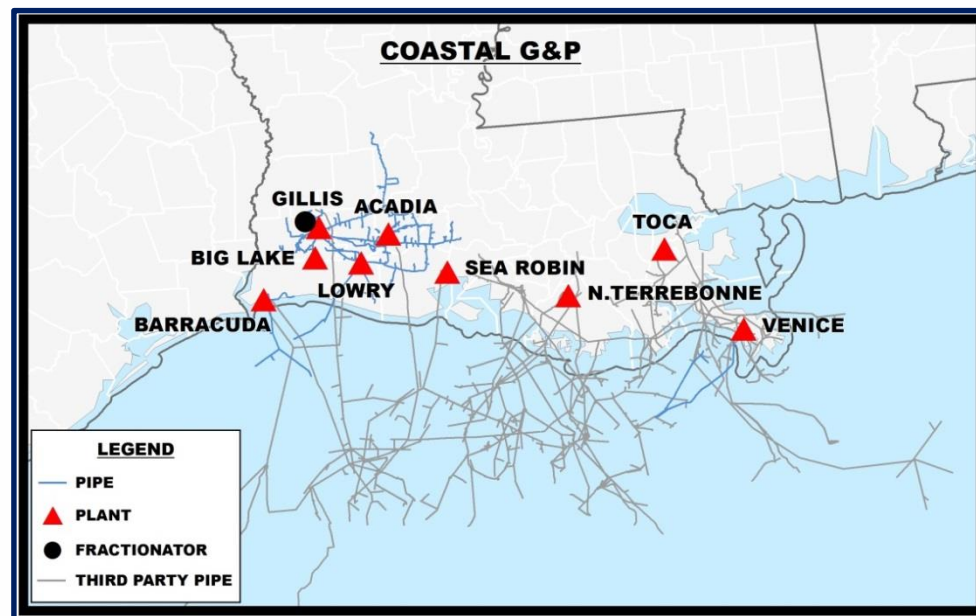 COASTAL G&P
GILLIS
ACADIA
TOCA
BIG LAKE
SEA ROBIN
LOWRY
N.TERREBONNE
BARRACUDA
VENICE
LEGEND
PIPE
PLANT
FRACTIONATOR
THIRD PARTY PIPE